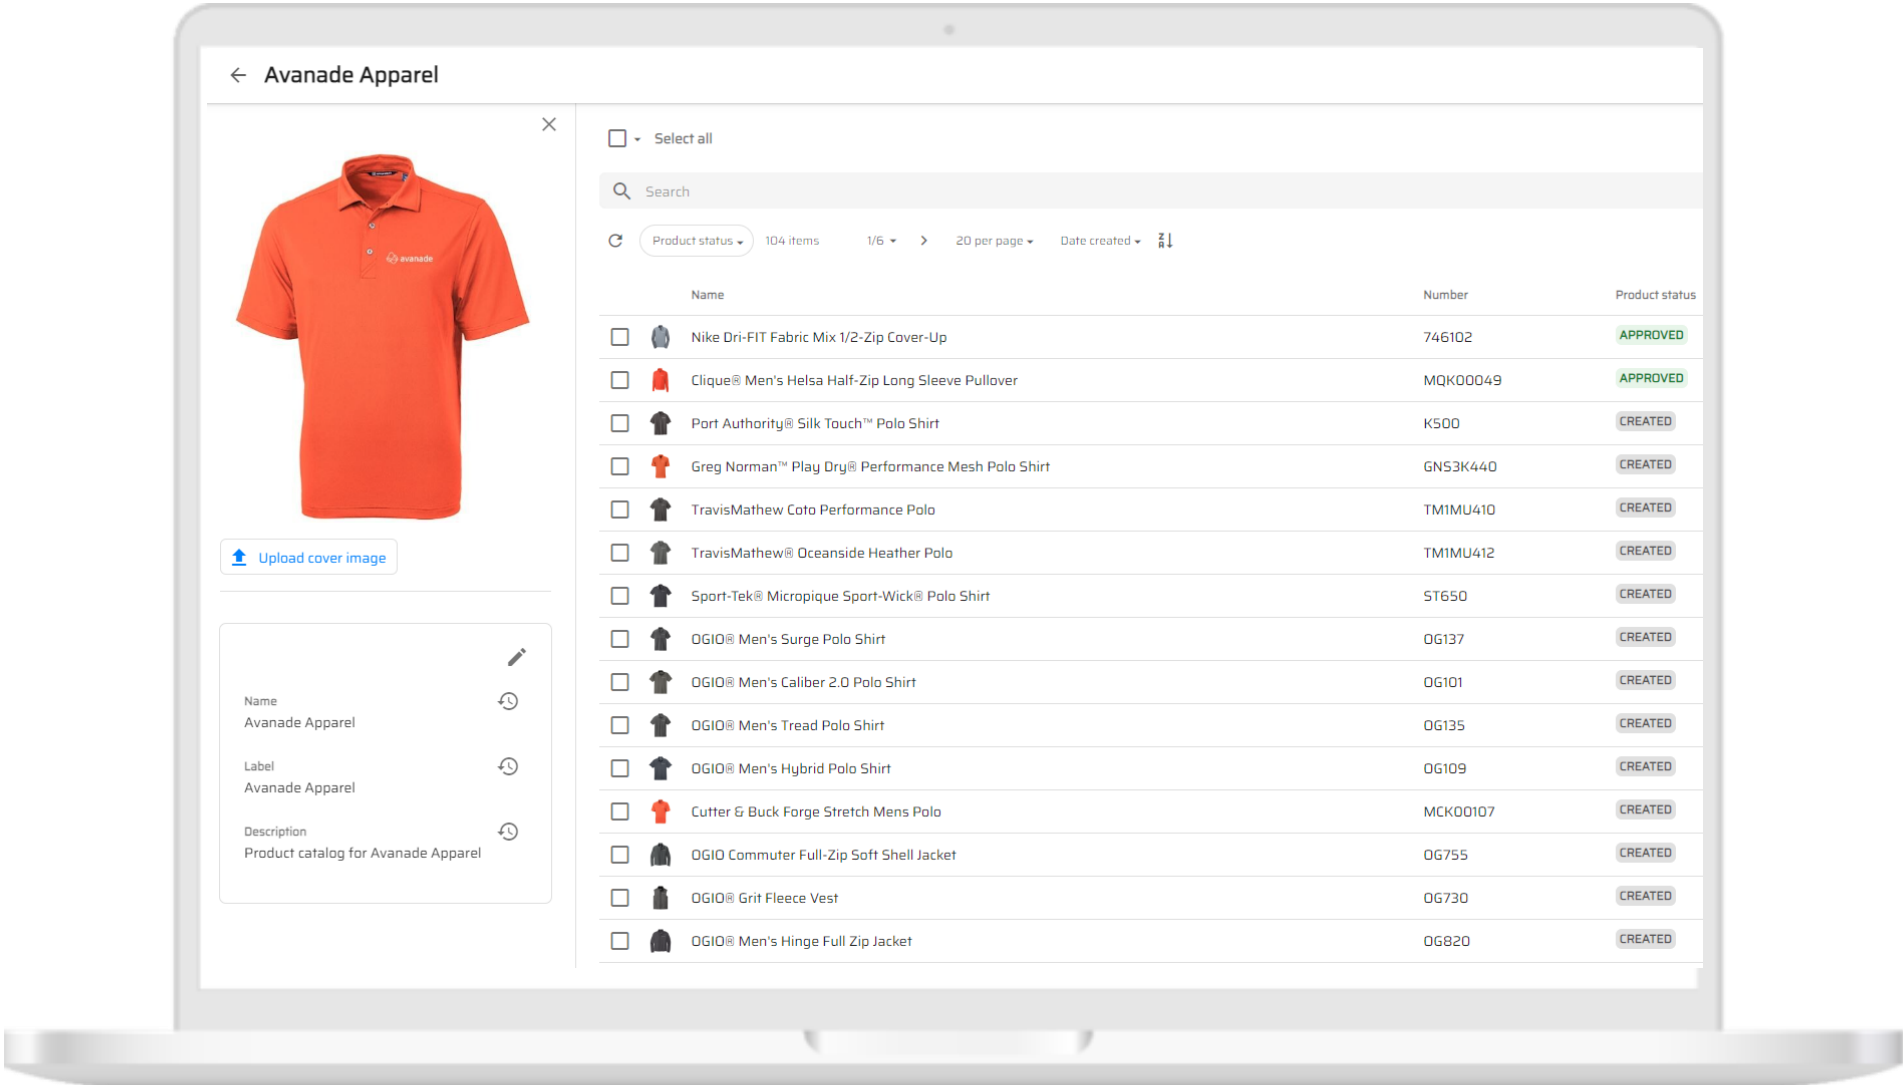 Avanade Apparel
avanade
Upload cover image
Name
Avanade Apparel
Label
Avanade Apparel
Description
Product catalog for Avanade Apparel
Select all
Search
Product status 104 items 1/6 20 per page Date created
Name Number Product status
Nike Dri-FIT Fabric Mix 1/2-Zip Cover-Up 746102 APPROVED
Clique® Men's Helsa Half-Zip Long Sleeve Pullover MQK00049 APPROVED
Port Authority® Silk Touch™ Polo Shirt K500 CREATED
Greg Norman™ Play Dry® Performance Mesh Polo Shirt GNS3K440 CREATED
TravisMathew Coto Performance Polo TM1MU410 CREATED
TravisMathew® Oceanside Heather Polo TM1MU412 CREATED
Sport-Tek® Micropique Sport-Wick® Polo Shirt ST650 CREATED
OGIO® Men's Surge Polo Shirt OG137 CREATED
OGIO® Men's Caliber 2.0 Polo Shirt OG101 CREATED
OGIO® Men's Tread Polo Shirt OG135 CREATED
OGIO® Men's Hybrid Polo Shirt OG109 CREATED
Cutter & Buck Forge Stretch Mens Polo MCK00107 CREATED
OGIO Commuter Full-Zip Soft Shell Jacket OG755 CREATED
OGIO® Grit Fleece Vest OG730 CREATED
OGIO® Men's Hinge Full Zip Jacket OG820 CREATED